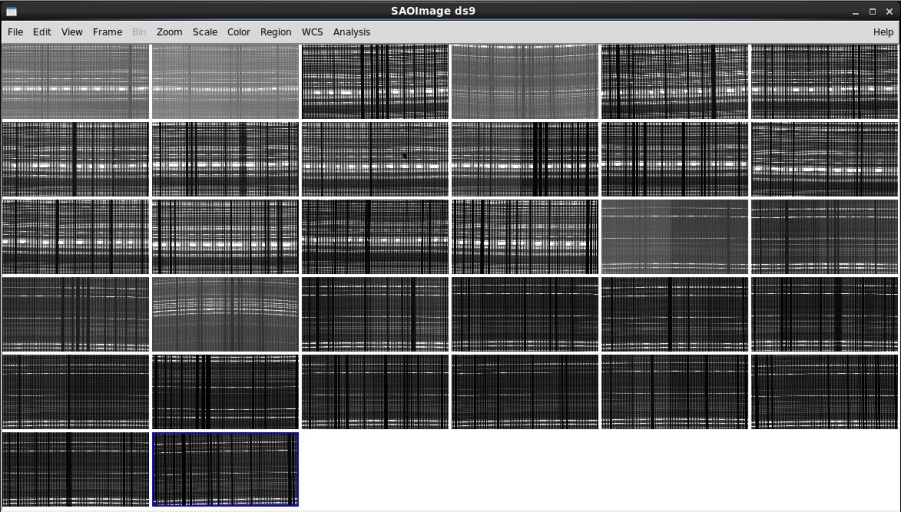 SAOImage ds9
File Edit View Frame Bin Zoom Scale Color Region WCS Analysis Help